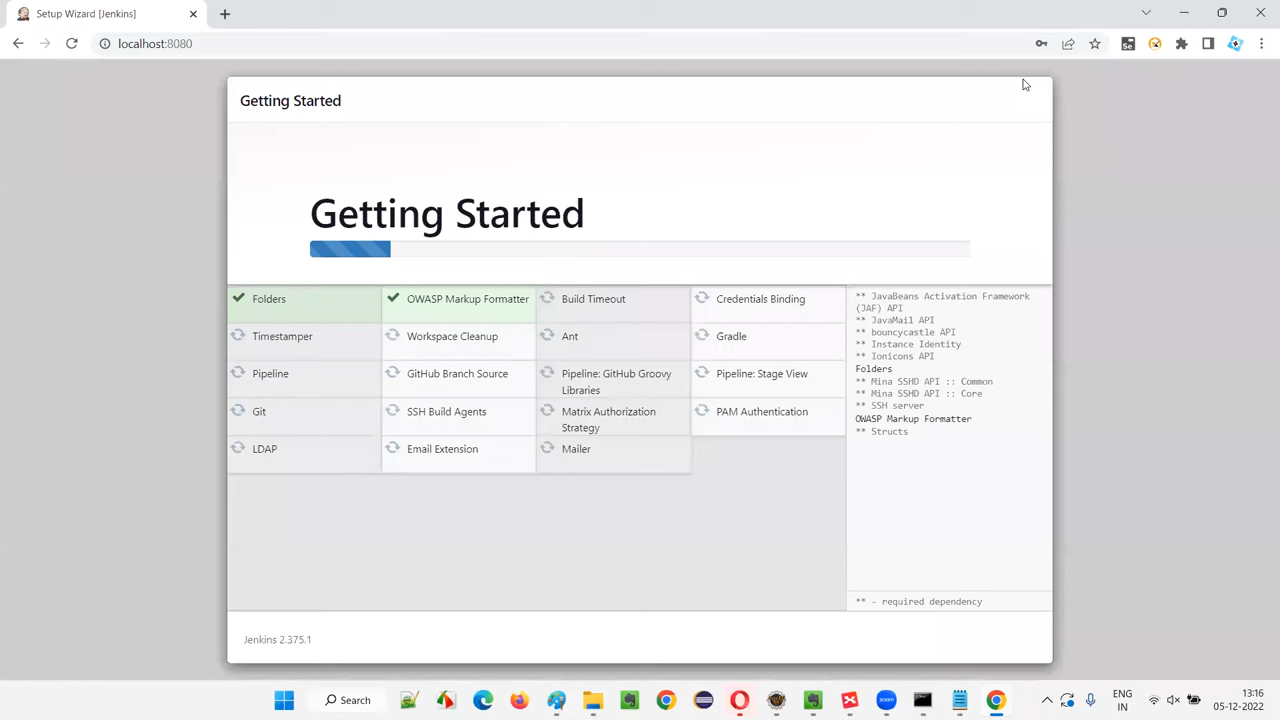 Setup Wizard [Jenkins]
localhost:8080
Getting Started
Getting Started
Folders
OWASP Markup Formatter
Build Timeout
Credentials Binding
Timestamper
Workspace Cleanup
Ant
Gradle
Pipeline
GitHub Branch Source
Pipeline: GitHub Groovy
Libraries
Pipeline: Stage View
Git
SSH Build Agents
Matrix Authorization
Strategy
PAM Authentication
LDAP
Email Extension
Mailer
** JavaBeans Activation Framework
(JAF) API
** JavaMail API
** bouncycastle API
** Instance Identity
** Ionicons API
Folders
** Mina SSHD API :: Common
** Mina SSHD API :: Core
** SSH server
OWASP Markup Formatter
** Structs
** - required dependency
Jenkins 2.375.1
Search
ENG
IN
13:16
05-12-2022